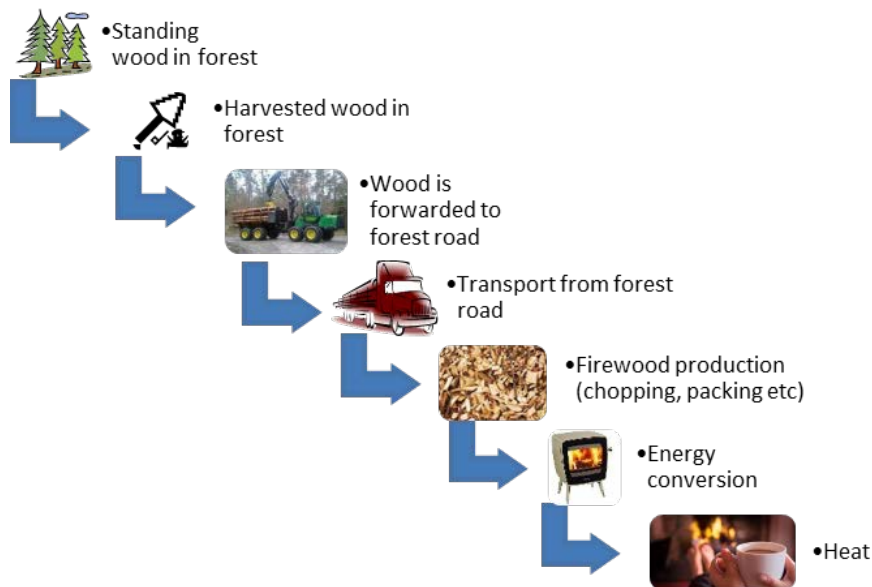 •Standing
wood in forest
•Harvested wood in
forest
•Wood is
forwarded to
forest road
•Transport from forest
road
•Firewood production
(chopping, packing etc)
•Energy
conversion
•Heat